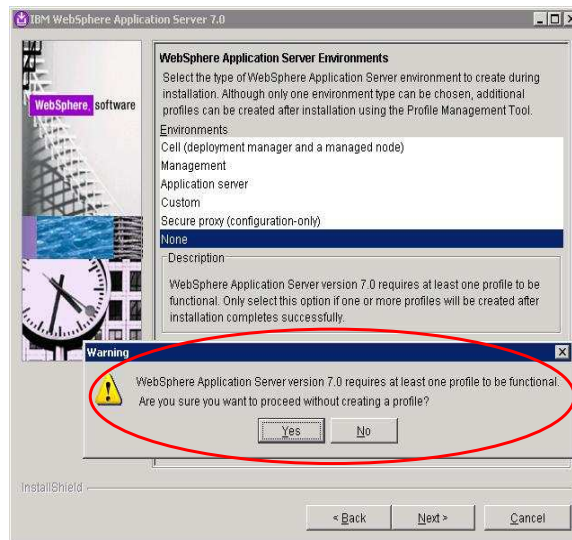 IBM WebSphere Application Server 7.0
WebSphere software
WebSphere Application Server Environments
Select the type of WebSphere Application Server environment to create during
installation. Although only one environment type can be chosen, additional
profiles can be created after installation using the Profile Management Tool.
Environments
Cell (deployment manager and a managed node)
Management
Application server
Custom
Secure proxy (configuration-only)
None
Description
WebSphere Application Server version 7.0 requires at least one profile to be
functional. Only select this option if one or more profiles will be created after
installation completes successfully.
Warning
WebSphere Application Server version 7.0 requires at least one profile to be functional.
Are you sure you want to proceed without creating a profile?
Yes No
InstallShield
< Back Next > Cancel